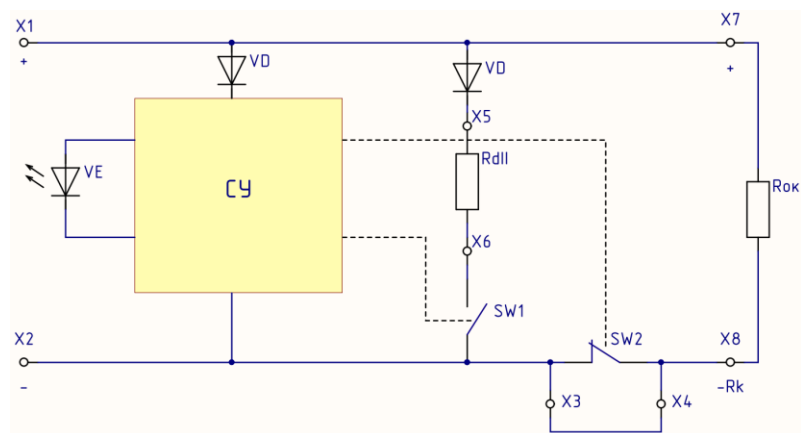 X1
+
X7
+
VD
VD
X5
RdII
VE
СУ
Rок
X6
SW1
X2
-
SW2
X8
-Rk
X3
X4